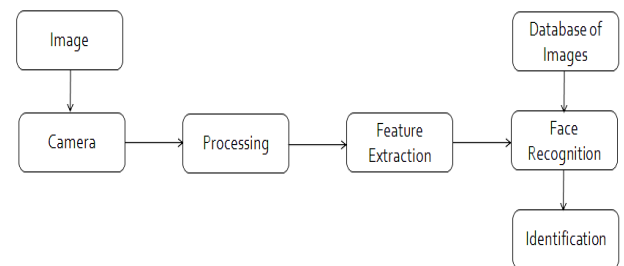 Image
Database of
Images
Camera
Processing
Feature
Extraction
Face
Recognition
Identification